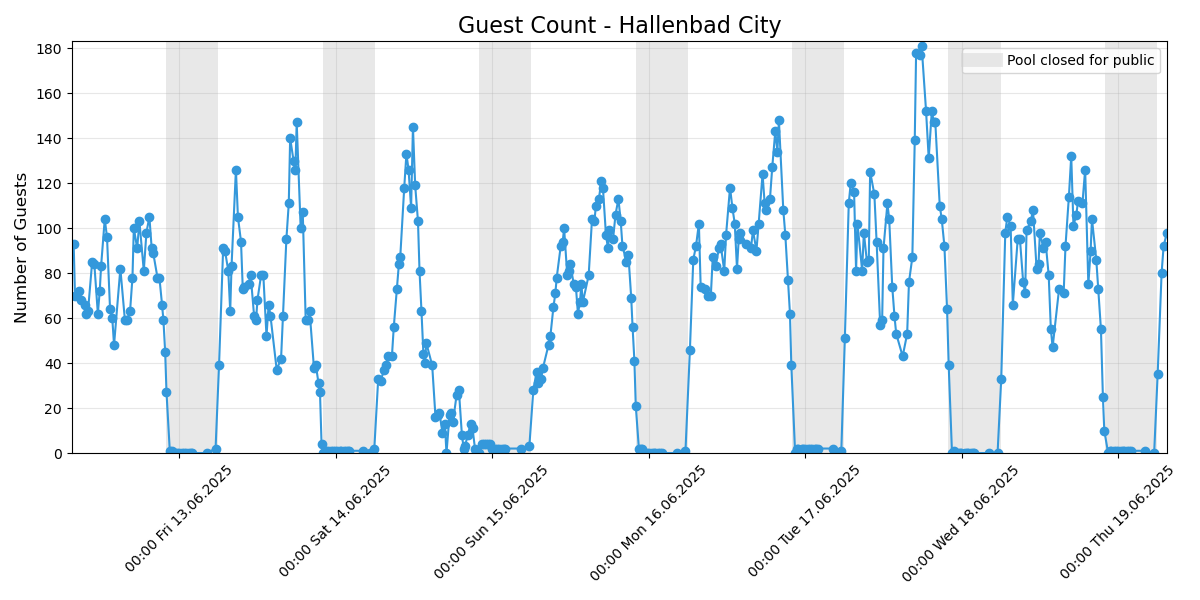 Guest Count - Hallenbad City
Pool closed for public
Number of Guests
180
160
140
120
100
80
60
40
20
0
00:00 Fri 13.06.2025
00:00 Sat 14.06.2025
00:00 Sun 15.06.2025
00:00 Mon 16.06.2025
00:00 Tue 17.06.2025
00:00 Wed 18.06.2025
00:00 Thu 19.06.2025